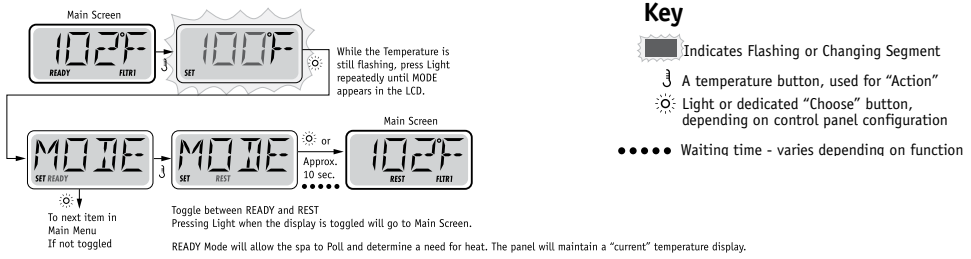 Main Screen
102°F
READY FLTR1
100°F
SET
While the Temperature is
still flashing, press Light
repeatedly until MODE
appears in the LCD.
MODE
SET READY
MODE
SET REST
or
Approx.
10 sec.
Main Screen
102°F
REST FLTR1
To next item in
Main Menu
If not toggled
Toggle between READY and REST
Pressing Light when the display is toggled will go to Main Screen.
READY Mode will allow the spa to Poll and determine a need for heat. The panel will maintain a “current” temperature display.
Key
Indicates Flashing or Changing Segment
A temperature button, used for “Action”
Light or dedicated “Choose” button,
depending on control panel configuration
Waiting time - varies depending on function